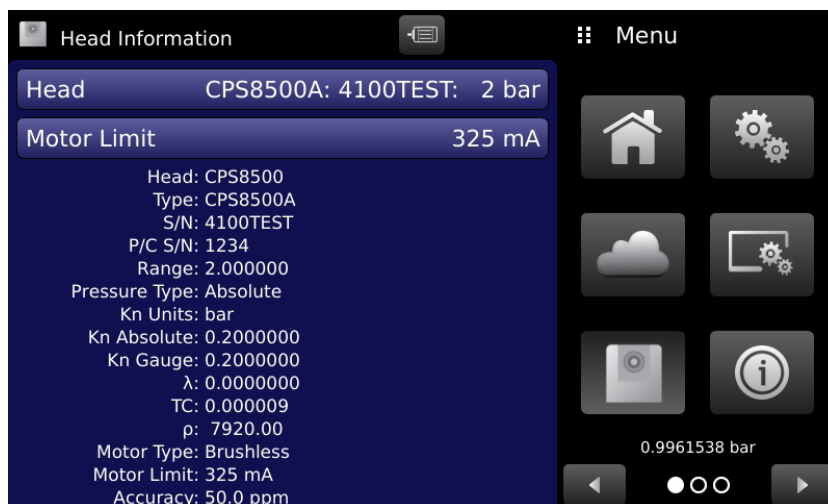 Head Information
Head CPS8500A: 4100TEST: 2 bar
Motor Limit 325 mA
Head: CPS8500
Type: CPS8500A
S/N: 4100TEST
P/C S/N: 1234
Range: 2.000000
Pressure Type: Absolute
Kn Units: bar
Kn Absolute: 0.2000000
Kn Gauge: 0.2000000
λ: 0.0000000
TC: 0.000009
ρ: 7920.00
Motor Type: Brushless
Motor Limit: 325 mA
Accuracy: 50.0 ppm
Menu
0.9961538 bar